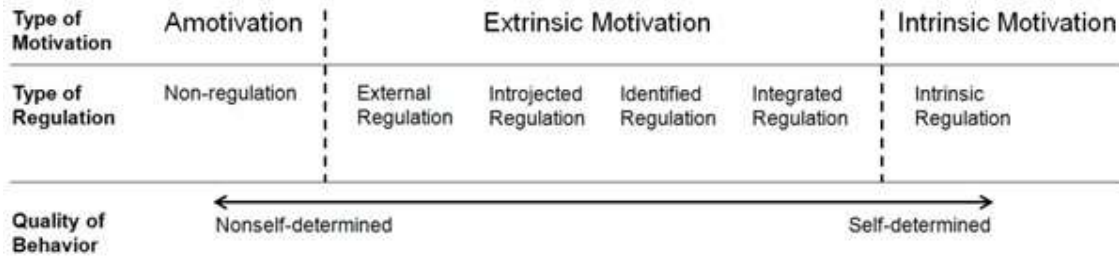 Type of Motivation
Amotivation
Extrinsic Motivation
Intrinsic Motivation
Type of Regulation
Non-regulation
External Regulation
Introjected Regulation
Identified Regulation
Integrated Regulation
Intrinsic Regulation
Quality of Behavior
Nonself-determined
Self-determined